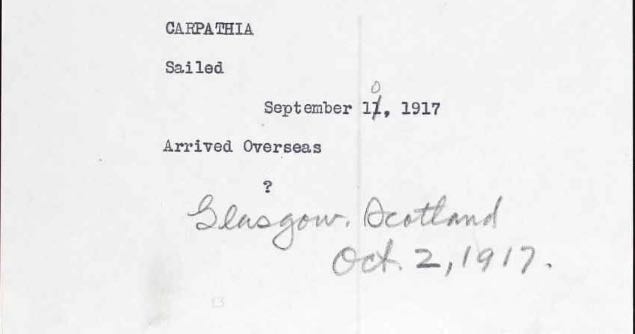 CARPATHIA
Sailed
0
September 11, 1917
Arrived Overseas
?
Glasgow, Scotland
Oct. 2, 1917.